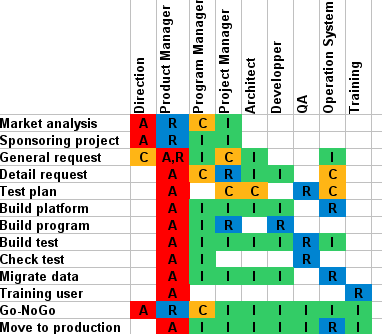 Direction
Product Manager
Program Manager
Project Manager
Architect
Developper
QA
Operation System
Training
Market analysis A R C I
Sponsoring project A R I I
General request C A,R I C I I
Detail request A C R I I C
Test plan A C C R C
Build platform A I I I I R
Build program A I R R
Build test A I I I I R I
Check test A I R
Migrate data A I I I I R
Training user A R
Go-NoGo A R C I I I I I I
Move to production A I I I I I R I